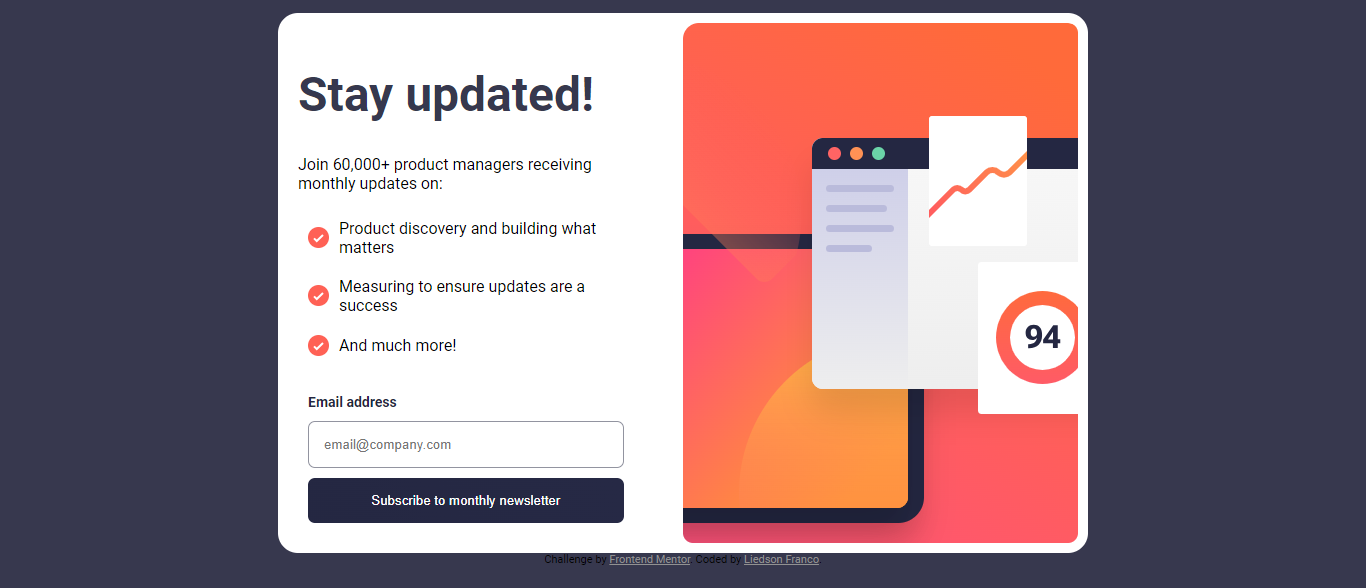 Stay updated!
Join 60,000+ product managers receiving
monthly updates on:
Product discovery and building what
matters
Measuring to ensure updates are a
success
And much more!
Email address
email@company.com
Subscribe to monthly newsletter
94
Challenge by Frontend Mentor. Coded by Liedson Franco.